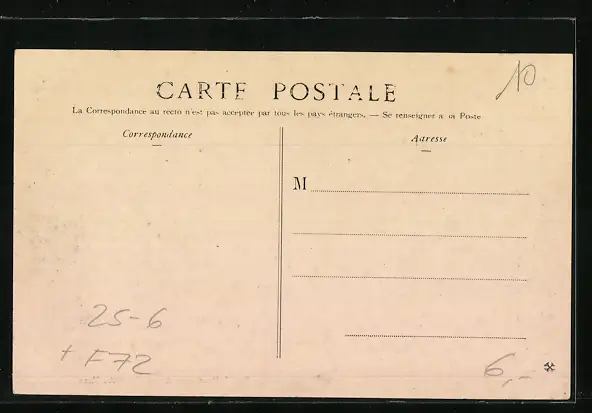 10
CARTE POSTALE
La Correspondance au recto n'est pas acceptée par tous les pays étrangers. — Se renseigner à la Poste
Correspondance
Adresse
M
25-6
+ F72
6,-